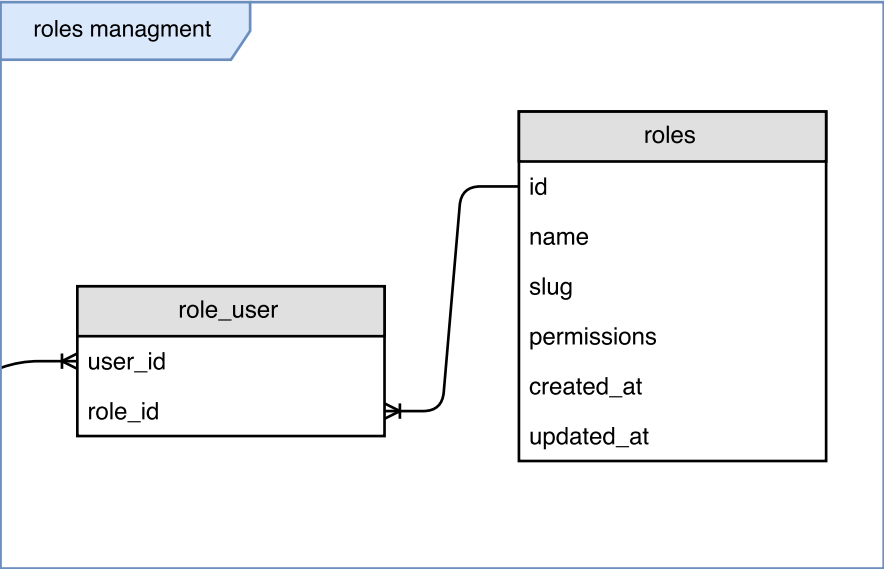 roles managment
roles
id
name
slug
permissions
created_at
updated_at
role_user
user_id
role_id